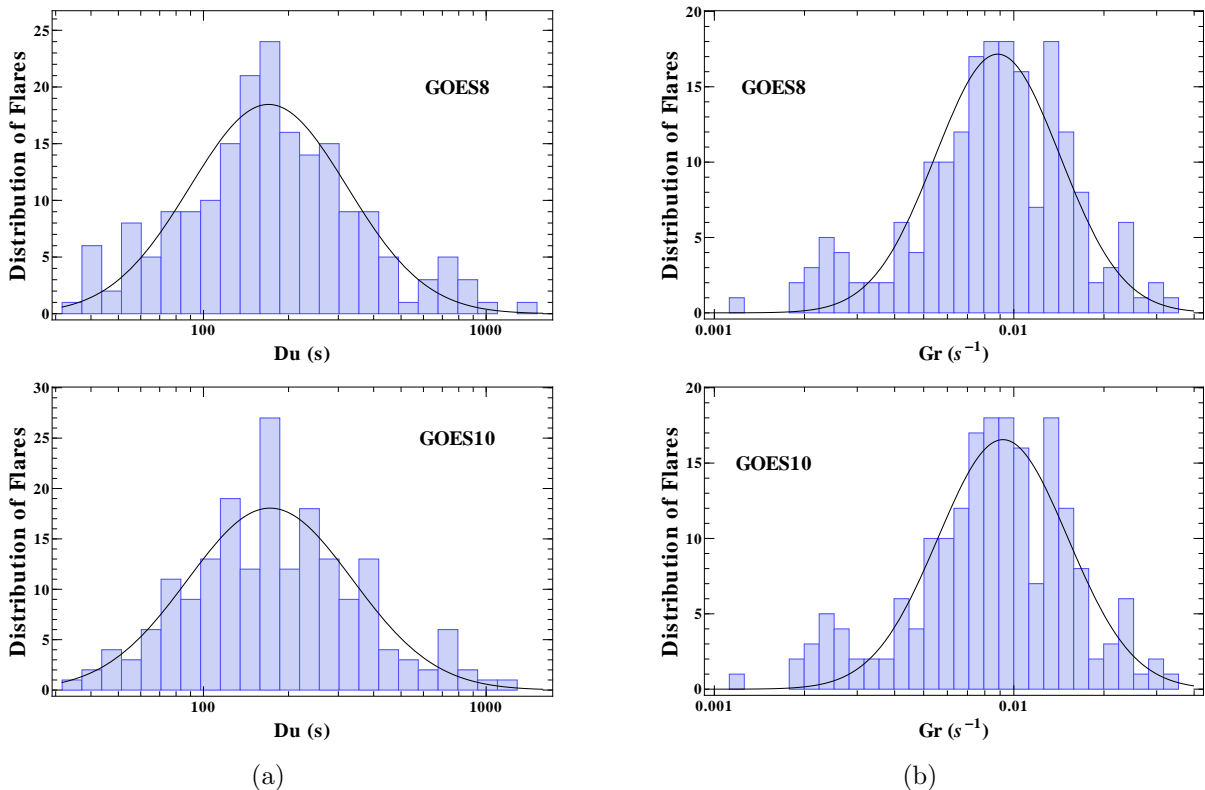 Distribution of Flares
25
20
15
10
5
0
GOES8
100
1000
Du (s)
Distribution of Flares
20
15
10
5
0
GOES8
0.001
0.01
Gr (s⁻¹)
Distribution of Flares
30
25
20
15
10
5
0
GOES10
100
1000
Du (s)
Distribution of Flares
20
15
10
5
0
GOES10
0.001
0.01
Gr (s⁻¹)
(a)
(b)